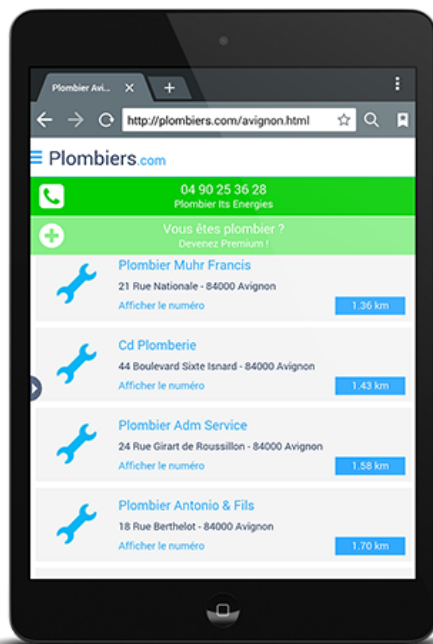 Plombier Avi...
http://plombiers.com/avignon.html
Plombiers.com
04 90 25 36 28
Plombier Its Energies
Vous êtes plombier ?
Devenez Premium !
Plombier Muhr Francis
21 Rue Nationale - 84000 Avignon
Afficher le numéro
1.36 km
Cd Plomberie
44 Boulevard Sixte Isnard - 84000 Avignon
Afficher le numéro
1.43 km
Plombier Adm Service
24 Rue Girart de Roussillon - 84000 Avignon
Afficher le numéro
1.58 km
Plombier Antonio & Fils
18 Rue Berthelot - 84000 Avignon
Afficher le numéro
1.70 km